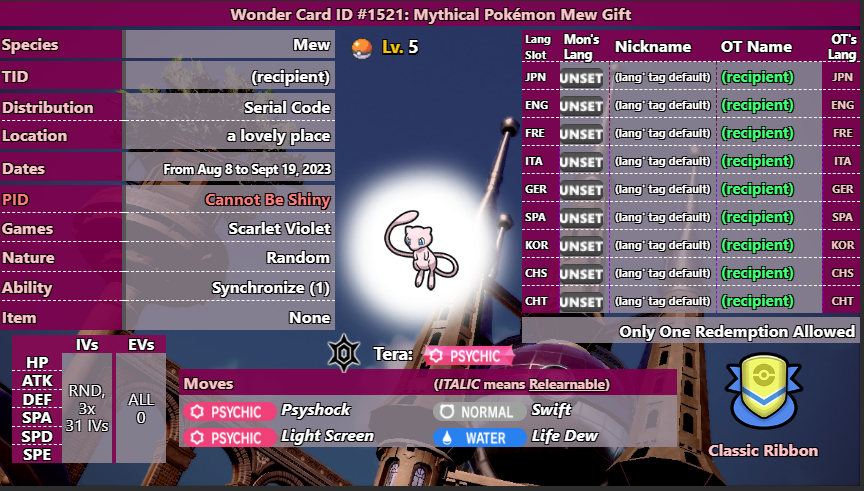 Wonder Card ID #1521: Mythical Pokémon Mew Gift
Species Mew
TID (recipient)
Distribution Serial Code
Location a lovely place
Dates From Aug 8 to Sept 19, 2023
PID Cannot Be Shiny
Games Scarlet Violet
Nature Random
Ability Synchronize (1)
Item None
Lv. 5
Lang Slot Mon's Lang Nickname OT Name OT's Lang
JPN UNSET (lang' tag default) (recipient) JPN
ENG UNSET (lang' tag default) (recipient) ENG
FRE UNSET (lang' tag default) (recipient) FRE
ITA UNSET (lang' tag default) (recipient) ITA
GER UNSET (lang' tag default) (recipient) GER
SPA UNSET (lang' tag default) (recipient) SPA
KOR UNSET (lang' tag default) (recipient) KOR
CHS UNSET (lang' tag default) (recipient) CHS
CHT UNSET (lang' tag default) (recipient) CHT
Only One Redemption Allowed
IVs EVs
HP
ATK
DEF
SPA
SPD
SPE
RND,
3x
31 IVs
ALL
0
Tera: PSYCHIC
Moves (ITALIC means Relearnable)
PSYCHIC Psyshock NORMAL Swift
PSYCHIC Light Screen WATER Life Dew
Classic Ribbon